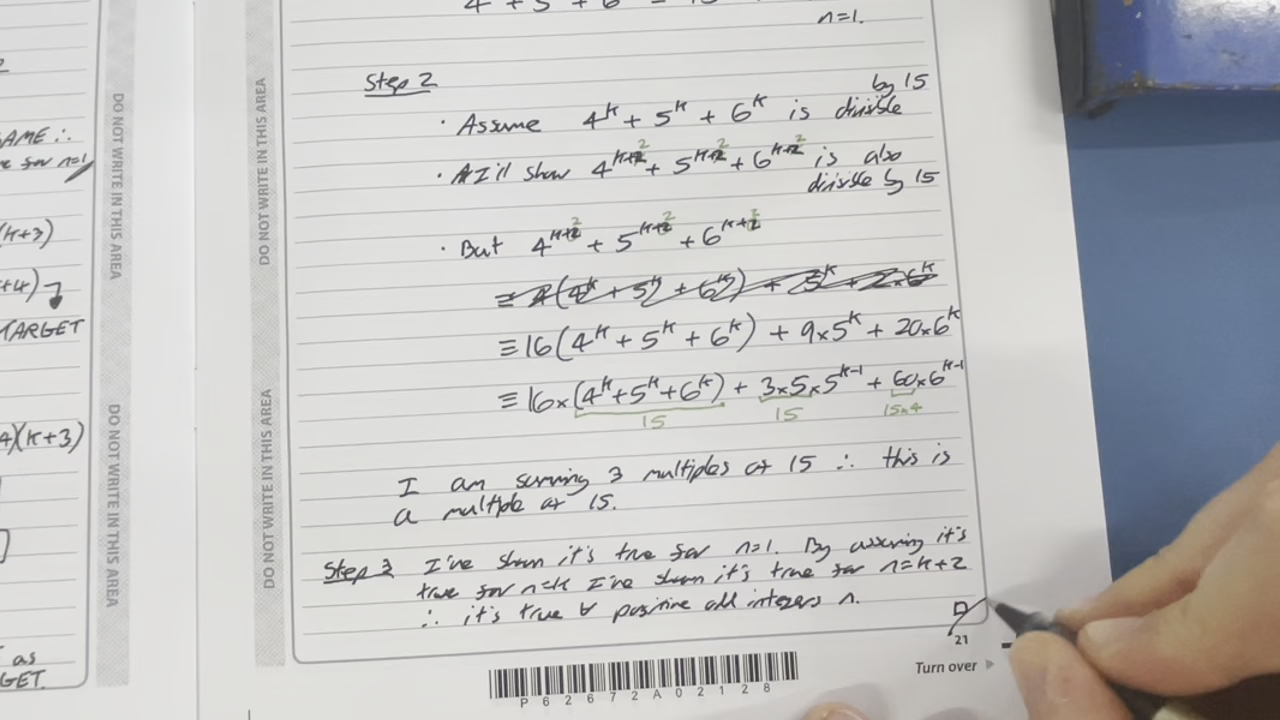 n=1.
Step 2
by 15
· Assume 4^k + 5^k + 6^k is divisible
· I'll show 4^{k+2} + 5^{k+2} + 6^{k+2} is also
divisible by 15
· But 4^{k+2} + 5^{k+2} + 6^{k+2}
≡ 16(4^k + 5^k + 6^k) + 9×5^k + 20×6^k
≡ 16×(4^k+5^k+6^k) + 3×5×5^{k-1} + 60×6^{k-1}
15 15 15×4
I am summing 3 multiples of 15 ∴ this is
a multiple of 15.
Step 3 I've shown it's true for n=1. By assuming it's
true for n=k I've shown it's true for n=k+2
∴ it's true ∀ positive odd integers n.
21
Turn over
P 6 2 6 7 2 A 0 2 1 2 8
DO NOT WRITE IN THIS AREA
DO NOT WRITE IN THIS AREA
DO NOT WRITE IN THIS AREA
DO NOT WRITE IN THIS AREA
AME ∴
for n=1
(k+3)
+4)
TARGET
4)(k+3)
as
GET.